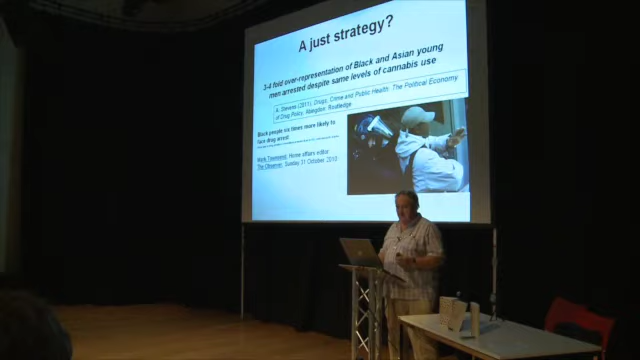 A just strategy?
3-4 fold over-representation of Black and Asian young
men arrested despite same levels of cannabis use
A. Stevens (2011), Drugs, Crime and Public Health: The Political Economy
of Drug Policy, Abingdon: Routledge
Black people six times more likely to
face drug arrest
Mark Townsend, Home affairs editor
The Observer, Sunday 31 October 2010